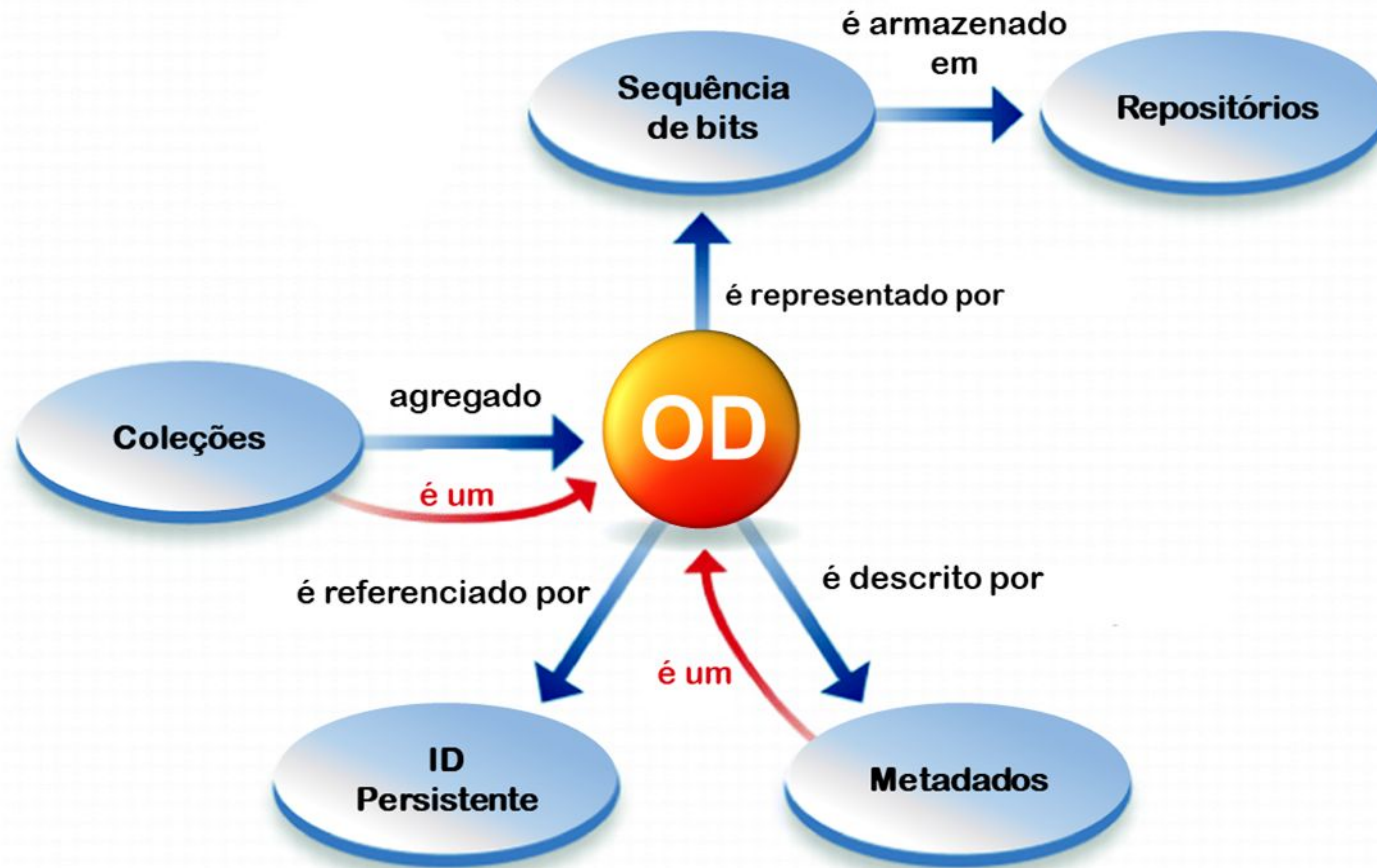 é armazenado
em
Sequência
de bits
Repositórios
é representado por
agregado
OD
Coleções
é um
é referenciado por
é descrito por
é um
ID
Persistente
Metadados